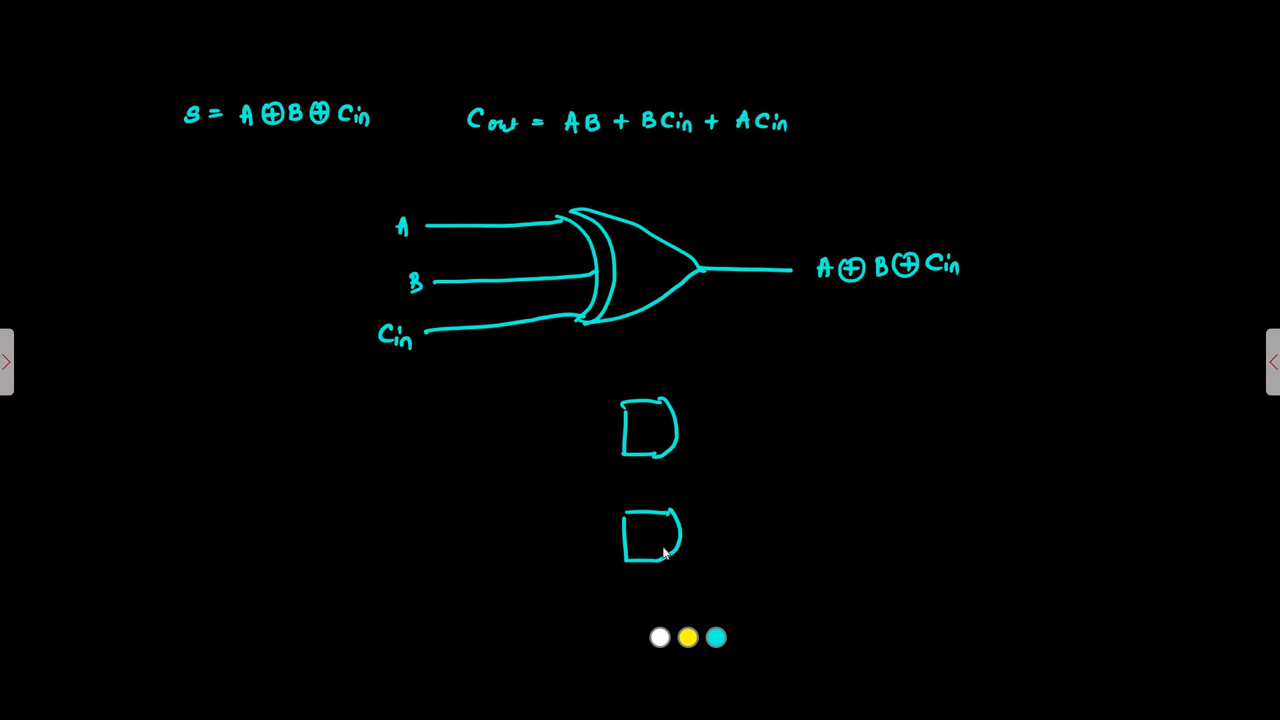 S = A ⊕ B ⊕ Cin
Cout = AB + BCin + ACin
A
B
Cin
A ⊕ B ⊕ Cin